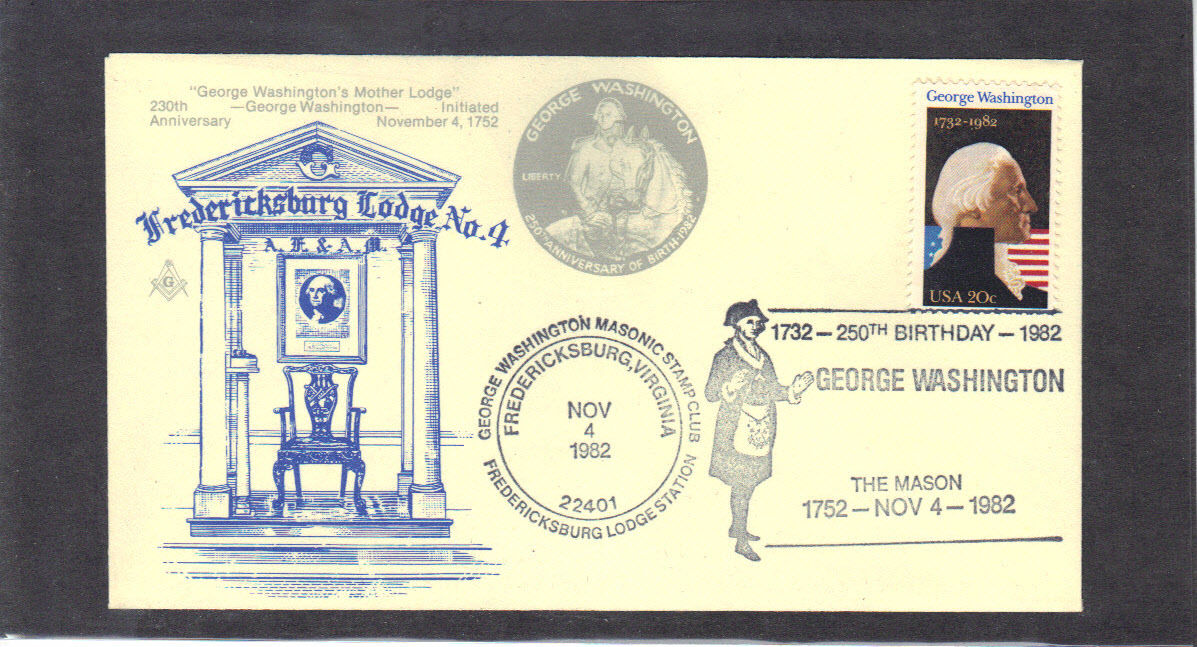 "George Washington's Mother Lodge"
230th —George Washington— Initiated
Anniversary November 4, 1752
Fredericksburg Lodge No. 4
A. F. & A. M.
G
GEORGE WASHINGTON
LIBERTY
250TH ANNIVERSARY OF BIRTH 1982
George Washington
1732-1982
USA 20c
GEORGE WASHINGTON MASONIC STAMP CLUB
FREDERICKSBURG, VIRGINIA
NOV
4
1982
22401
FREDERICKSBURG LODGE STATION
1732 — 250TH BIRTHDAY — 1982
GEORGE WASHINGTON
THE MASON
1752 — NOV 4 — 1982